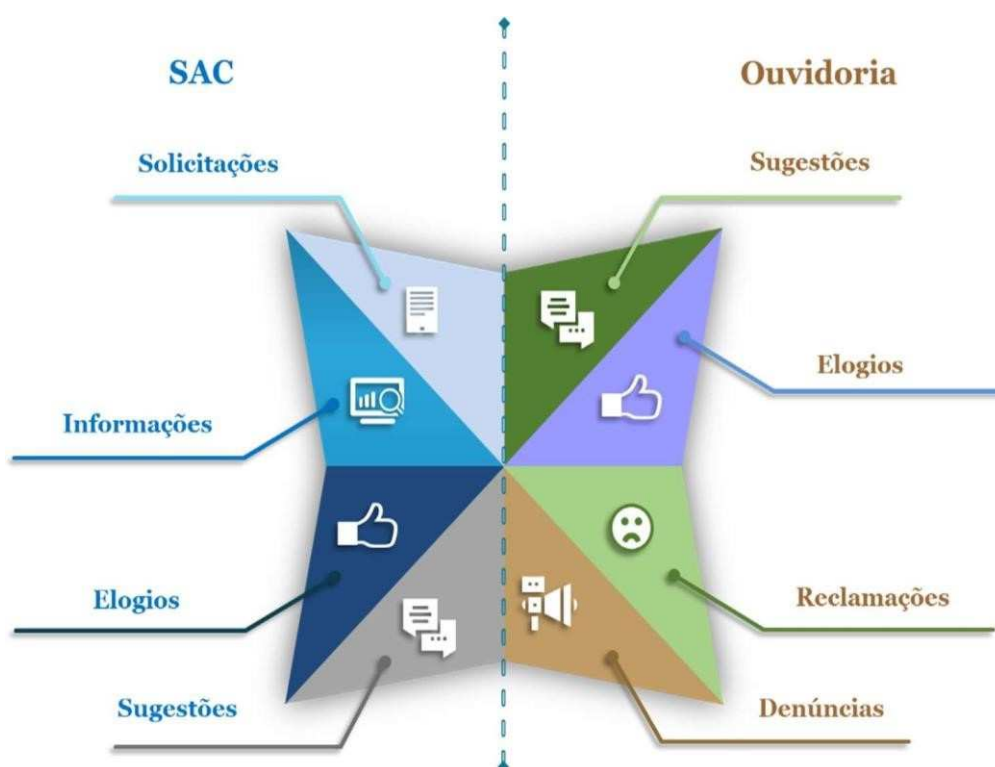 SAC
Solicitações
Informações
Elogios
Sugestões
Ouvidoria
Sugestões
Elogios
Reclamações
Denúncias